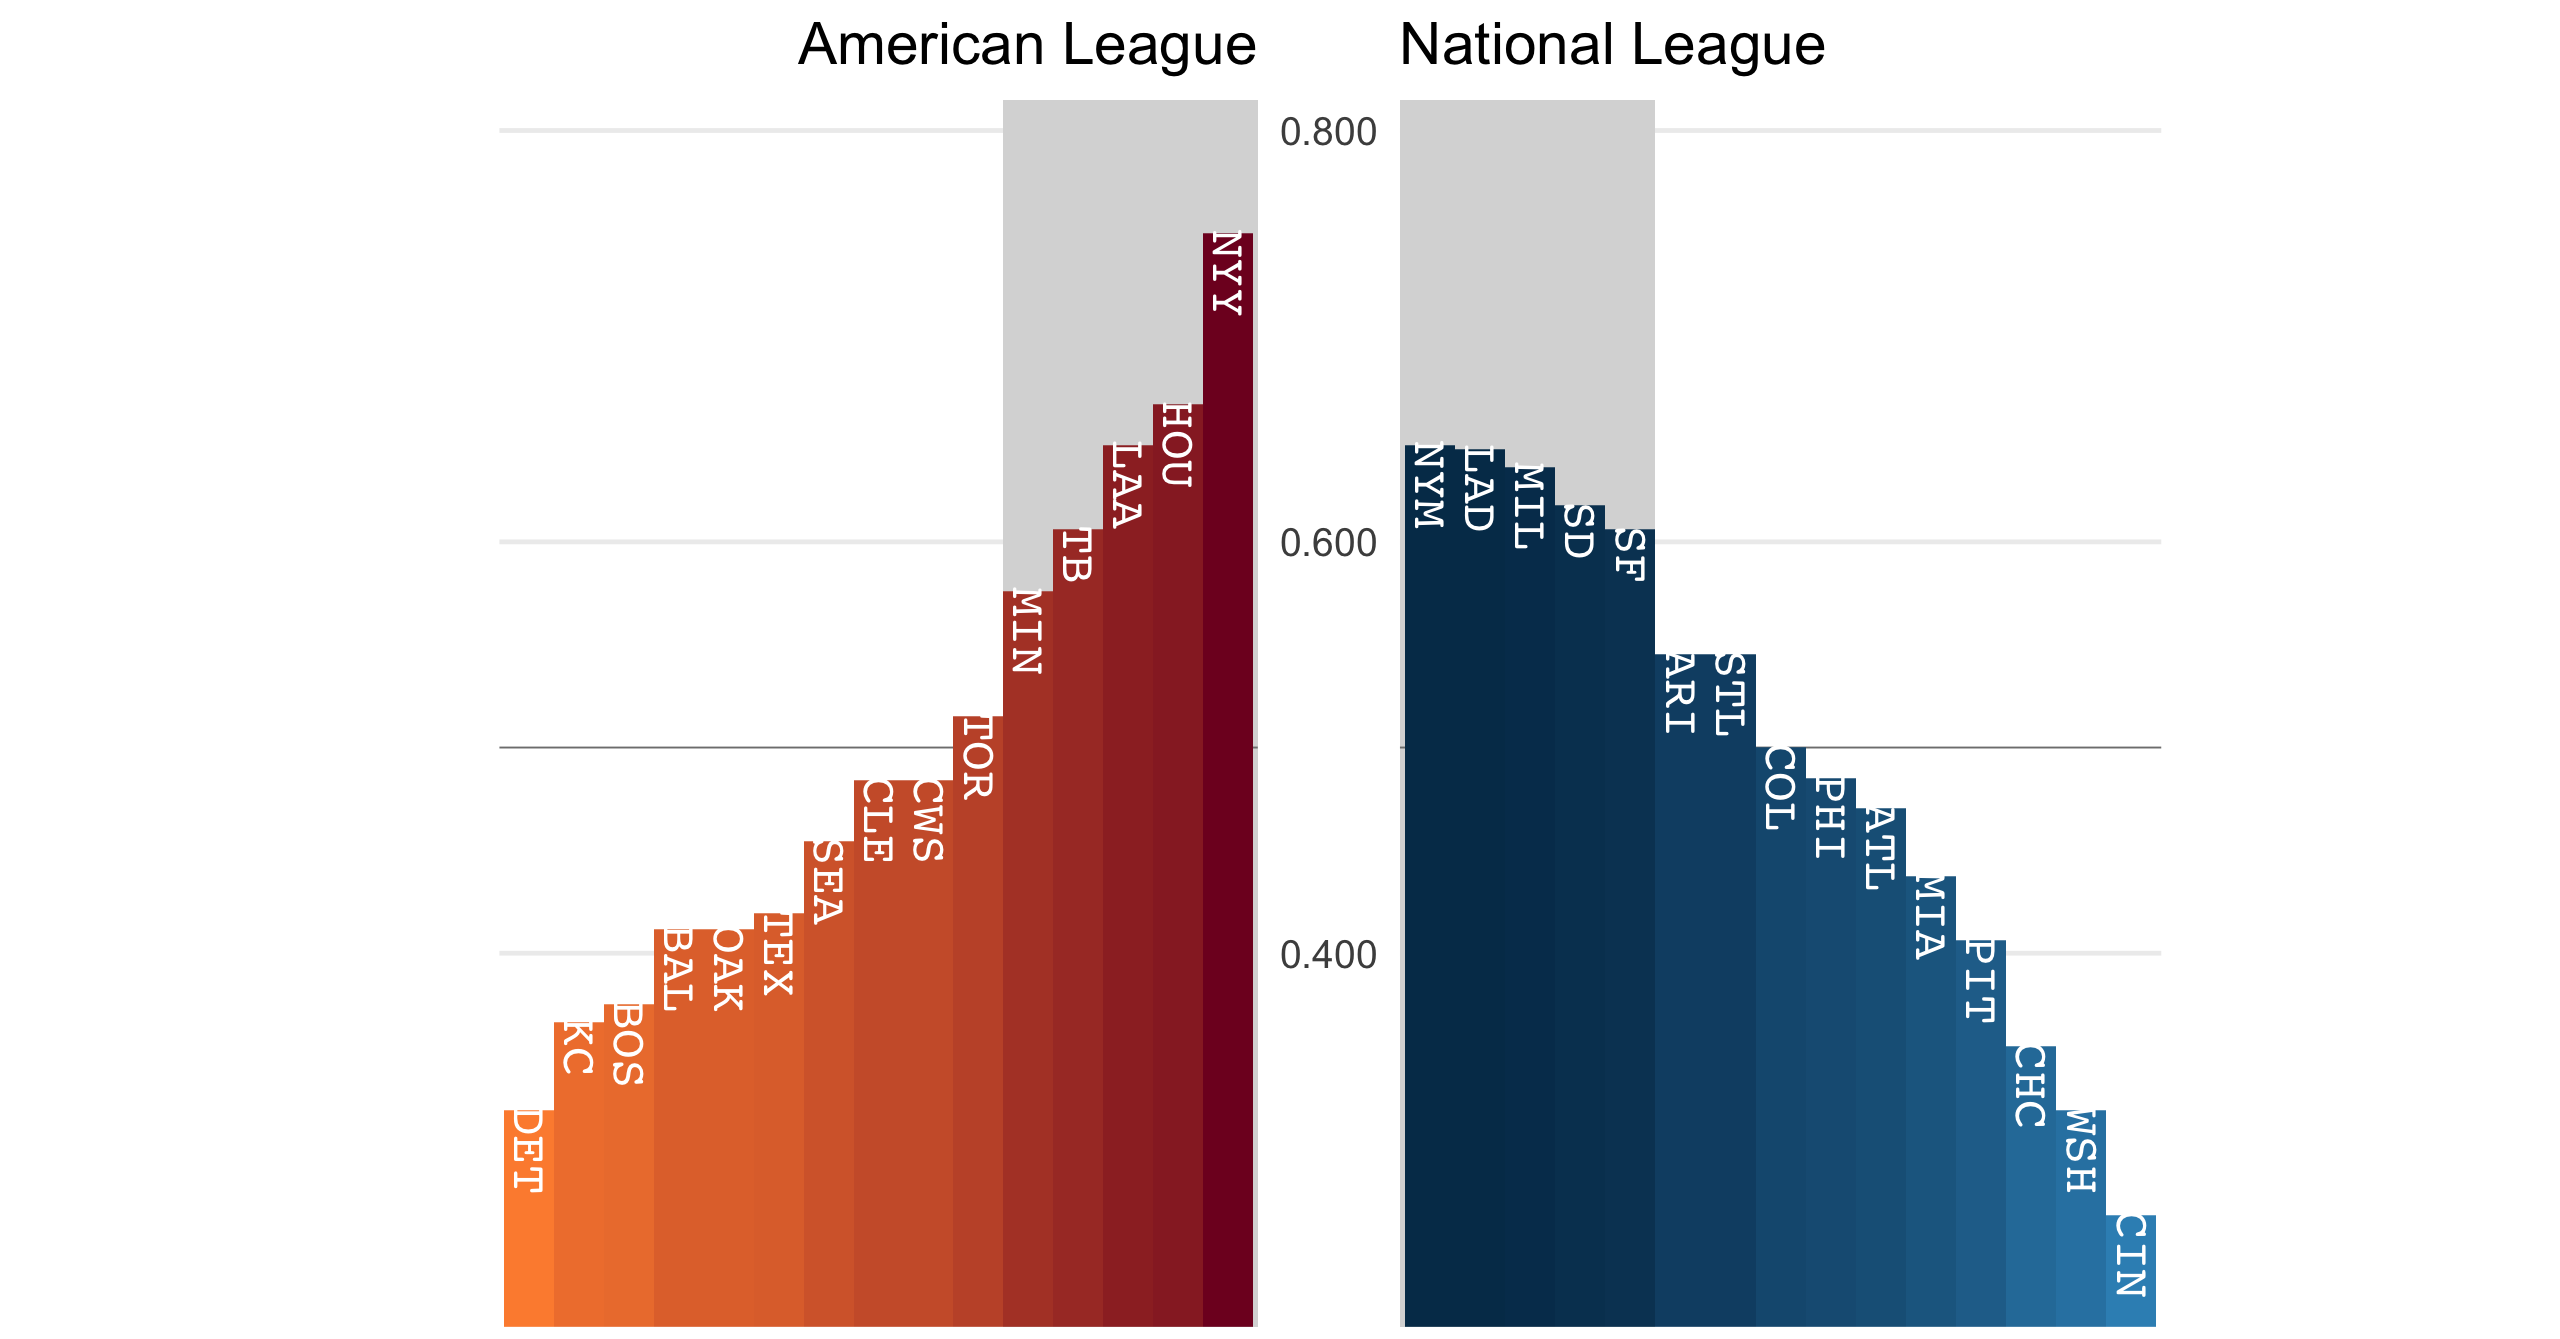 American League
National League
0.800
0.600
0.400
DET
KC
BOS
BAL
OAK
TEX
SEA
CLE
CWS
TOR
MIN
TB
LAA
HOU
NYY
NYM
LAD
MIL
SD
SF
ARI
STL
COL
PHI
ATL
MIA
PIT
CHC
WSH
CIN